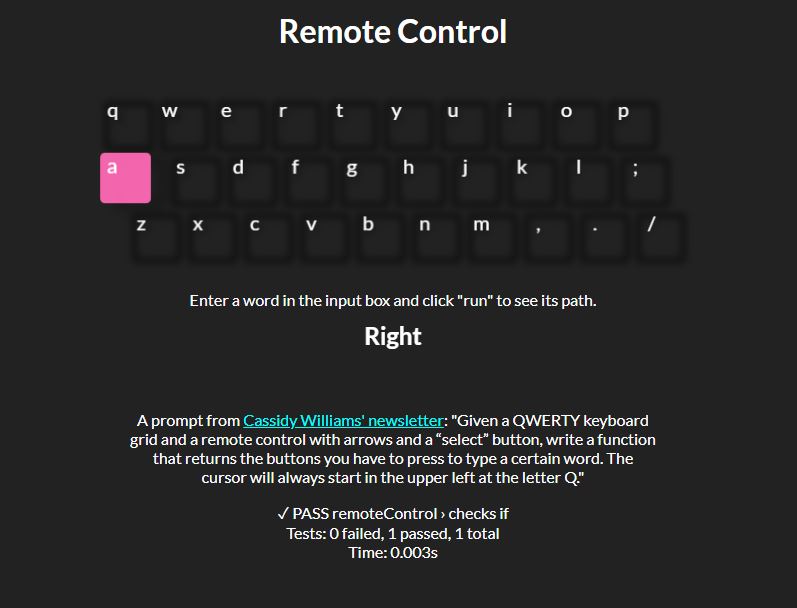 Remote Control
q w e r t y u i o p
a s d f g h j k l ;
z x c v b n m , . /
Enter a word in the input box and click "run" to see its path.
Right
A prompt from Cassidy Williams' newsletter: "Given a QWERTY keyboard
grid and a remote control with arrows and a “select” button, write a function
that returns the buttons you have to press to type a certain word. The
cursor will always start in the upper left at the letter Q."
✓ PASS remoteControl › checks if
Tests: 0 failed, 1 passed, 1 total
Time: 0.003s